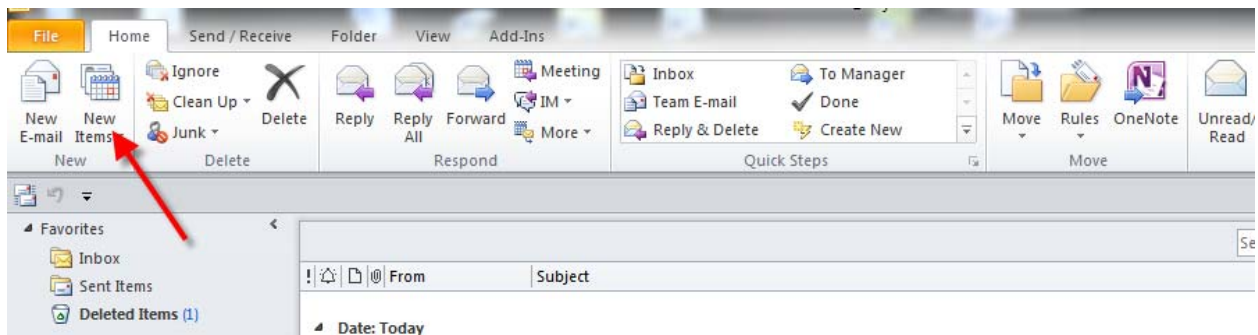 File Home Send / Receive Folder View Add-Ins
New E-mail
New Items
Ignore
Clean Up
Junk
Delete
Reply
Reply All
Forward
Meeting
IM
More
Inbox
Team E-mail
Reply & Delete
To Manager
Done
Create New
Move
Rules
OneNote
Unread/
Read
New Delete Respond Quick Steps Move
Favorites
Inbox
Sent Items
Deleted Items (1)
Se
! From Subject
Date: Today